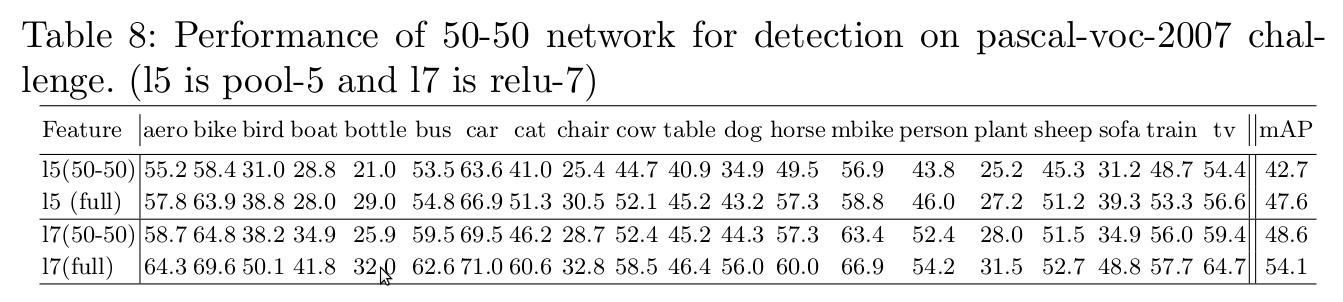 Table 8: Performance of 50-50 network for detection on pascal-voc-2007 chal-
lenge. (l5 is pool-5 and l7 is relu-7)
Feature aero bike bird boat bottle bus car cat chair cow table dog horse mbike person plant sheep sofa train tv mAP
l5(50-50) 55.2 58.4 31.0 28.8 21.0 53.5 63.6 41.0 25.4 44.7 40.9 34.9 49.5 56.9 43.8 25.2 45.3 31.2 48.7 54.4 42.7
l5 (full) 57.8 63.9 38.8 28.0 29.0 54.8 66.9 51.3 30.5 52.1 45.2 43.2 57.3 58.8 46.0 27.2 51.2 39.3 53.3 56.6 47.6
l7(50-50) 58.7 64.8 38.2 34.9 25.9 59.5 69.5 46.2 28.7 52.4 45.2 44.3 57.3 63.4 52.4 28.0 51.5 34.9 56.0 59.4 48.6
l7(full) 64.3 69.6 50.1 41.8 32.0 62.6 71.0 60.6 32.8 58.5 46.4 56.0 60.0 66.9 54.2 31.5 52.7 48.8 57.7 64.7 54.1